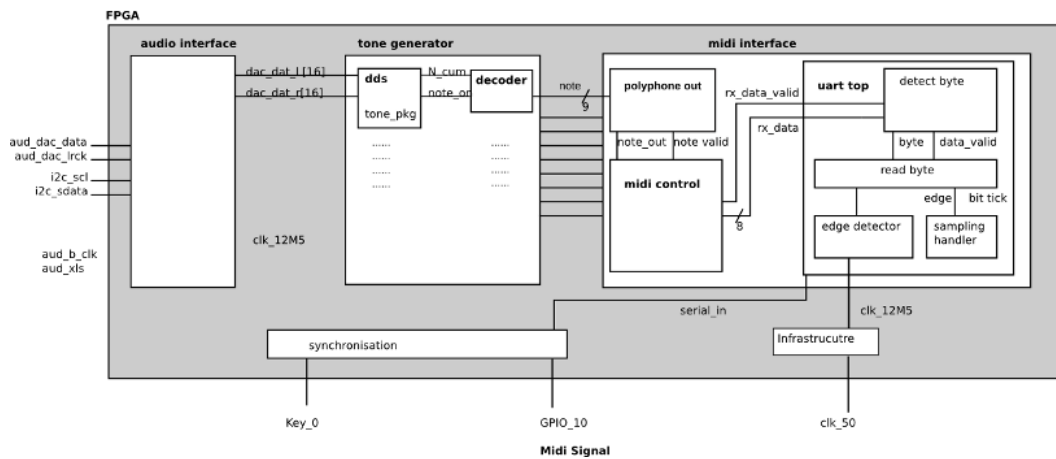 FPGA
audio interface
tone generator
midi interface
dac_dat_l[16]
dac_dat_r[16]
dds
tone_pkg
N_cum
note_on
decoder
note
9
polyphone out
note_out
note valid
midi control
rx_data_valid
rx_data
8
uart top
detect byte
byte
data_valid
read byte
edge
bit tick
edge detector
sampling
handler
......
......
......
......
......
......
......
......
aud_dac_data
aud_dac_lrck
i2c_scl
i2c_sdata
aud_b_clk
aud_xls
clk_12M5
serial_in
clk_12M5
synchronisation
Infrastrucutre
Key_0
GPIO_10
clk_50
Midi Signal